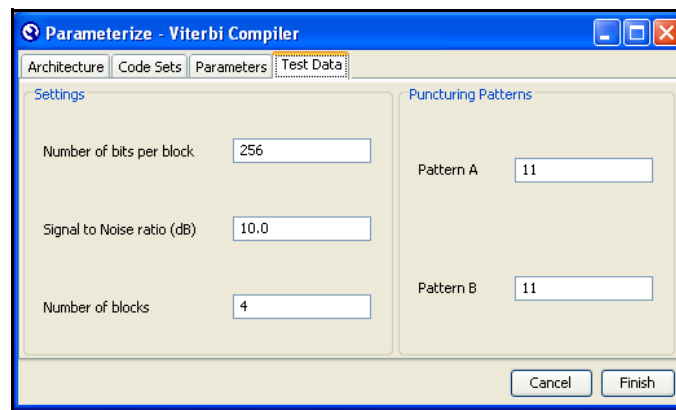 Parameterize - Viterbi Compiler
Architecture Code Sets Parameters Test Data
Settings
Number of bits per block 256
Signal to Noise ratio (dB) 10.0
Number of blocks 4
Puncturing Patterns
Pattern A 11
Pattern B 11
Cancel Finish